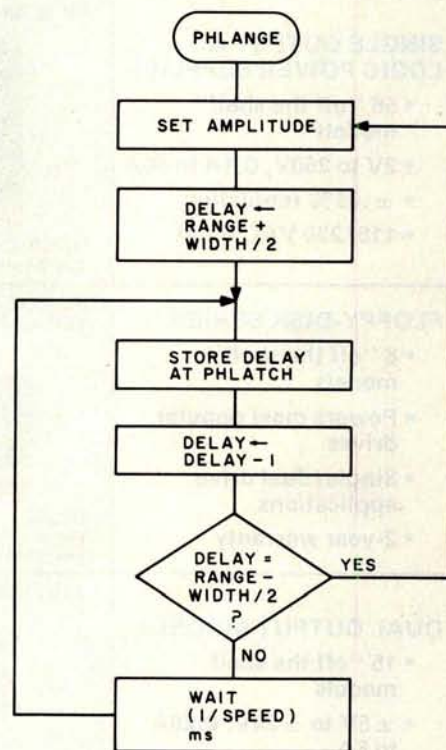 PHLANGE
SET AMPLITUDE
DELAY ←
RANGE +
WIDTH/2
STORE DELAY
AT PHLATCH
DELAY ←
DELAY-1
DELAY =
RANGE -
WIDTH/2
?
YES
NO
WAIT
(1/SPEED)
ms